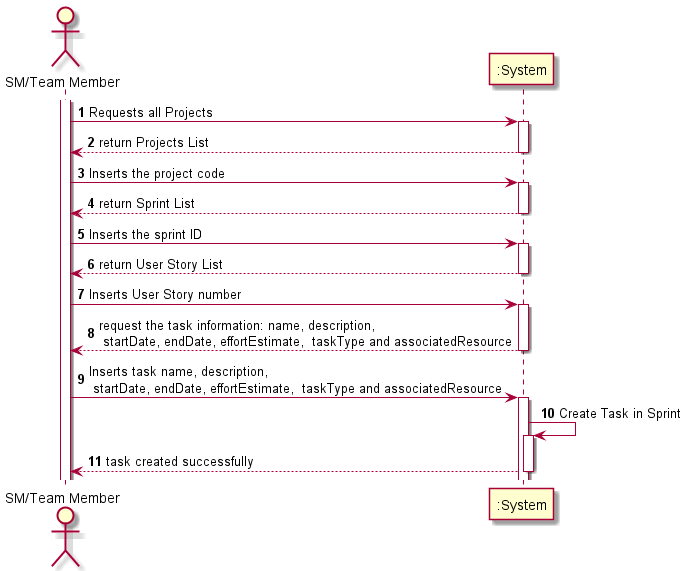 SM/Team Member
:System
1 Requests all Projects
2 return Projects List
3 Inserts the project code
4 return Sprint List
5 Inserts the sprint ID
6 return User Story List
7 Inserts User Story number
8 request the task information: name, description,
startDate, endDate, effortEstimate, taskType and associatedResource
9 Inserts task name, description,
startDate, endDate, effortEstimate, taskType and associatedResource
10 Create Task in Sprint
11 task created successfully
SM/Team Member
:System